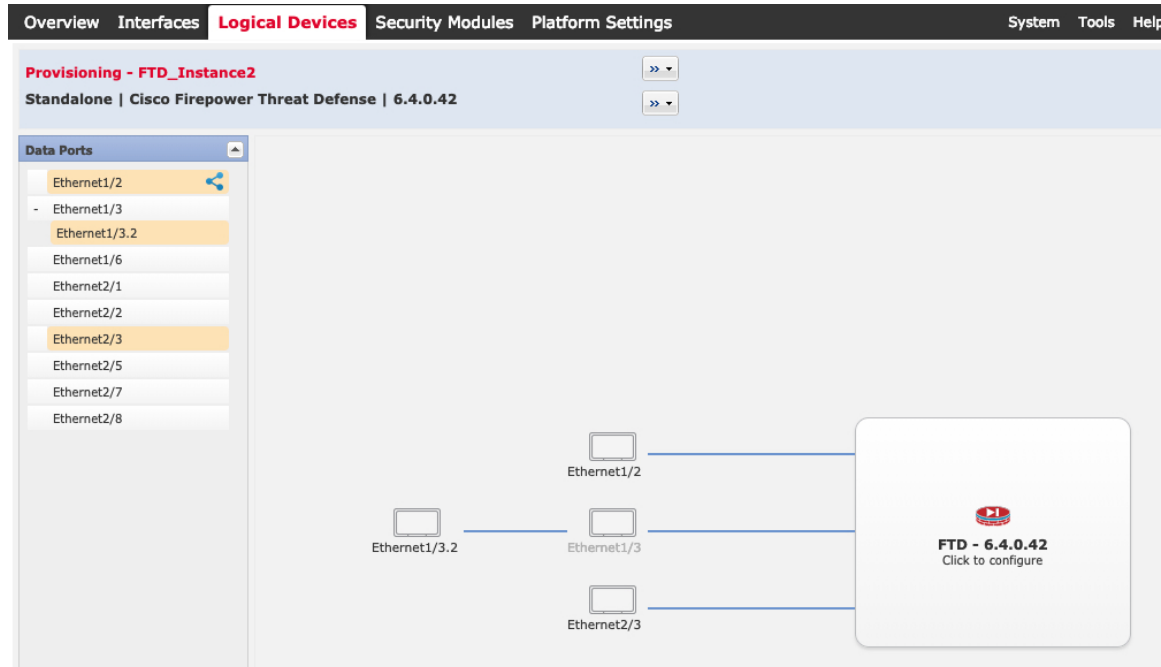 Overview Interfaces Logical Devices Security Modules Platform Settings System Tools Help
Provisioning - FTD_Instance2
Standalone | Cisco Firepower Threat Defense | 6.4.0.42
Data Ports
Ethernet1/2
- Ethernet1/3
Ethernet1/3.2
Ethernet1/6
Ethernet2/1
Ethernet2/2
Ethernet2/3
Ethernet2/5
Ethernet2/7
Ethernet2/8
Ethernet1/2
Ethernet1/3.2 Ethernet1/3
Ethernet2/3
FTD - 6.4.0.42
Click to configure